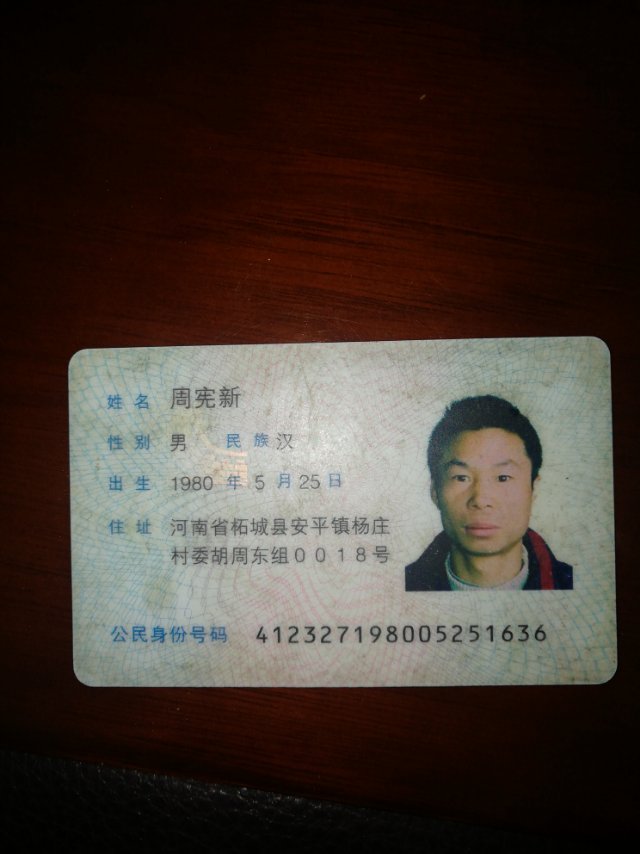 姓名 周宪新
性别 男 民族 汉
出生 1980 年 5 月 25 日
住址 河南省柘城县安平镇杨庄
村委胡周东组0018号
公民身份号码 412327198005251636